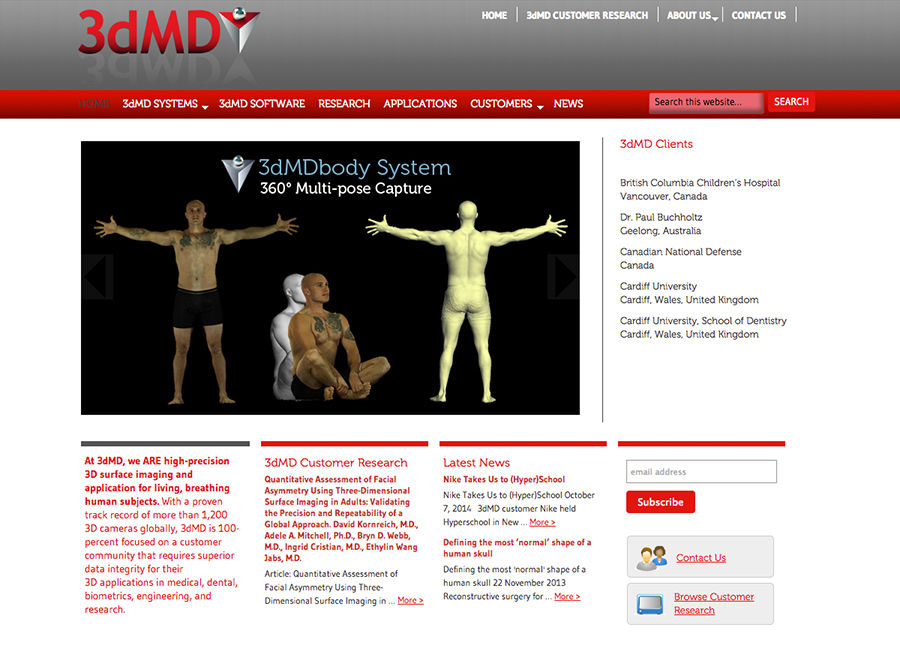 3dMD
HOME
3dMD CUSTOMER RESEARCH
ABOUT US
CONTACT US
HOME
3dMD SYSTEMS
3dMD SOFTWARE
RESEARCH
APPLICATIONS
CUSTOMERS
NEWS
Search this website...
SEARCH
3dMDbody System
360° Multi-pose Capture
3dMD Clients
British Columbia Children's Hospital
Vancouver, Canada
Dr. Paul Buchholtz
Geelong, Australia
Canadian National Defense
Canada
Cardiff University
Cardiff, Wales, United Kingdom
Cardiff University, School of Dentistry
Cardiff, Wales, United Kingdom
At 3dMD, we ARE high-precision
3D surface imaging and
application for living, breathing
human subjects. With a proven
track record of more than 1,200
3D cameras globally, 3dMD is 100-
percent focused on a customer
community that requires superior
data integrity for their
3D applications in medical, dental,
biometrics, engineering, and
research.
3dMD Customer Research
Quantitative Assessment of Facial
Asymmetry Using Three-Dimensional
Surface Imaging in Adults: Validating
the Precision and Repeatability of a
Global Approach. David Kornreich, M.D.,
Adele A. Mitchell, Ph.D., Bryn D. Webb,
M.D., Ingrid Cristian, M.D., Ethylin Wang
Jabs, M.D.
Article: Quantitative Assessment of
Facial Asymmetry Using Three-
Dimensional Surface Imaging in ... More >
Latest News
Nike Takes Us to (Hyper)School
Nike Takes Us to (Hyper)School October
7, 2014 3dMD customer Nike held
Hyperschool in New ... More >
Defining the most 'normal' shape of a
human skull
Defining the most 'normal' shape of a
human skull 22 November 2013
Reconstructive surgery for ... More >
email address
Subscribe
Contact Us
Browse Customer
Research